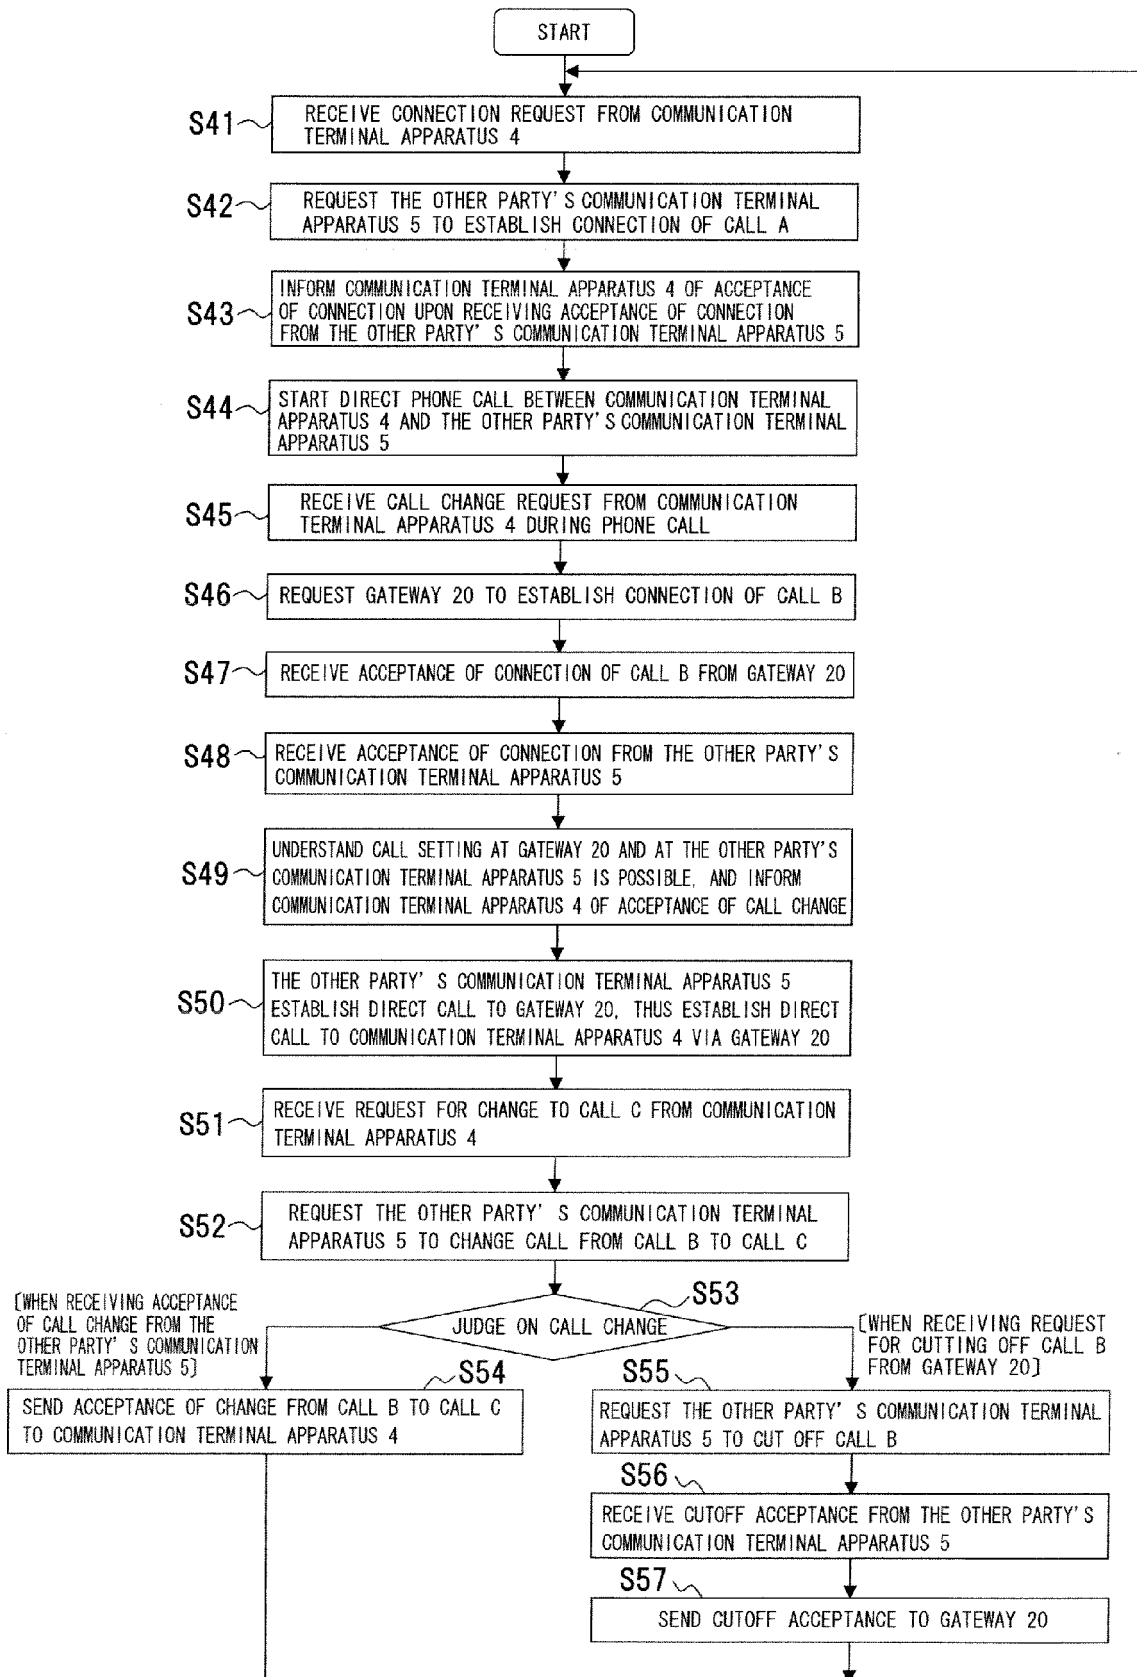 START
S41
RECEIVE CONNECTION REQUEST FROM COMMUNICATION
TERMINAL APPARATUS 4
S42
REQUEST THE OTHER PARTY'S COMMUNICATION TERMINAL
APPARATUS 5 TO ESTABLISH CONNECTION OF CALL A
S43
INFORM COMMUNICATION TERMINAL APPARATUS 4 OF ACCEPTANCE
OF CONNECTION UPON RECEIVING ACCEPTANCE OF CONNECTION
FROM THE OTHER PARTY'S COMMUNICATION TERMINAL APPARATUS 5
S44
START DIRECT PHONE CALL BETWEEN COMMUNICATION TERMINAL
APPARATUS 4 AND THE OTHER PARTY'S COMMUNICATION TERMINAL
APPARATUS 5
S45
RECEIVE CALL CHANGE REQUEST FROM COMMUNICATION
TERMINAL APPARATUS 4 DURING PHONE CALL
S46
REQUEST GATEWAY 20 TO ESTABLISH CONNECTION OF CALL B
S47
RECEIVE ACCEPTANCE OF CONNECTION OF CALL B FROM GATEWAY 20
S48
RECEIVE ACCEPTANCE OF CONNECTION FROM THE OTHER PARTY'S
COMMUNICATION TERMINAL APPARATUS 5
S49
UNDERSTAND CALL SETTING AT GATEWAY 20 AND AT THE OTHER PARTY'S
COMMUNICATION TERMINAL APPARATUS 5 IS POSSIBLE, AND INFORM
COMMUNICATION TERMINAL APPARATUS 4 OF ACCEPTANCE OF CALL CHANGE
S50
THE OTHER PARTY'S COMMUNICATION TERMINAL APPARATUS 5
ESTABLISH DIRECT CALL TO GATEWAY 20, THUS ESTABLISH DIRECT
CALL TO COMMUNICATION TERMINAL APPARATUS 4 VIA GATEWAY 20
S51
RECEIVE REQUEST FOR CHANGE TO CALL C FROM COMMUNICATION
TERMINAL APPARATUS 4
S52
REQUEST THE OTHER PARTY'S COMMUNICATION TERMINAL
APPARATUS 5 TO CHANGE CALL FROM CALL B TO CALL C
S53
JUDGE ON CALL CHANGE
[WHEN RECEIVING ACCEPTANCE
OF CALL CHANGE FROM THE
OTHER PARTY'S COMMUNICATION
TERMINAL APPARATUS 5]
[WHEN RECEIVING REQUEST
FOR CUTTING OFF CALL B
FROM GATEWAY 20]
S54
SEND ACCEPTANCE OF CHANGE FROM CALL B TO CALL C
TO COMMUNICATION TERMINAL APPARATUS 4
S55
REQUEST THE OTHER PARTY'S COMMUNICATION TERMINAL
APPARATUS 5 TO CUT OFF CALL B
S56
RECEIVE CUTOFF ACCEPTANCE FROM THE OTHER PARTY'S
COMMUNICATION TERMINAL APPARATUS 5
S57
SEND CUTOFF ACCEPTANCE TO GATEWAY 20